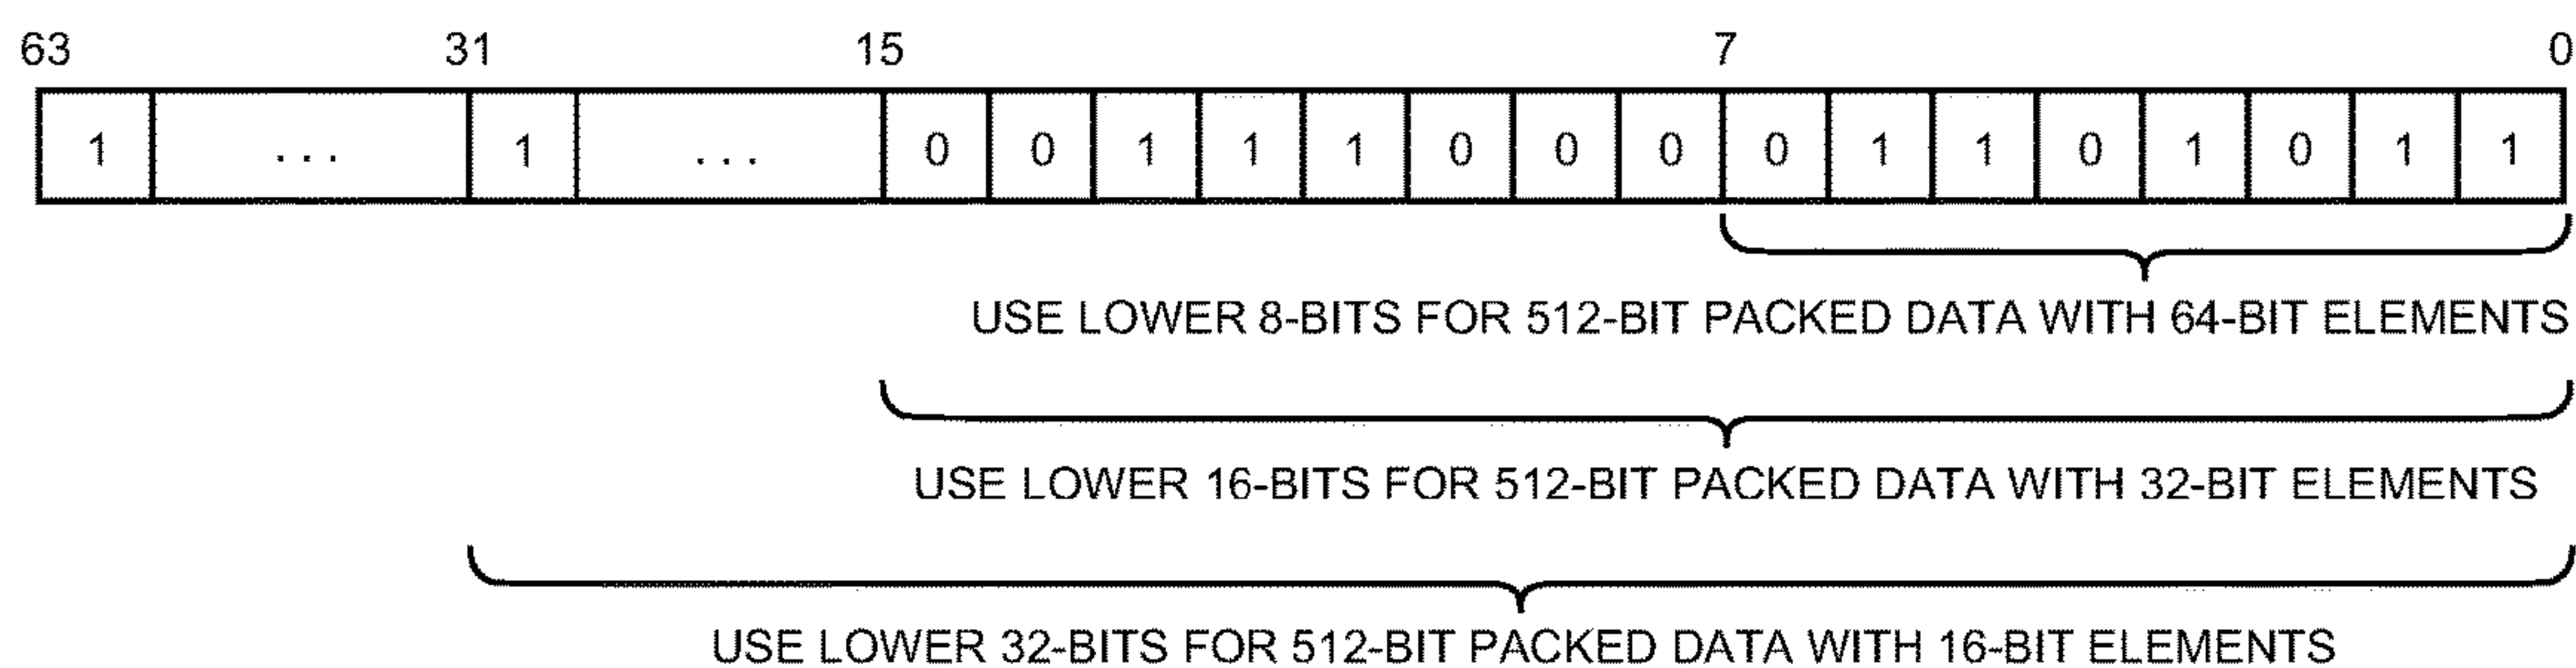 63 31 15 7 0
1 ... 1 ... 0 0 1 1 1 0 0 0 0 1 1 0 1 0 1 1
USE LOWER 8-BITS FOR 512-BIT PACKED DATA WITH 64-BIT ELEMENTS
USE LOWER 16-BITS FOR 512-BIT PACKED DATA WITH 32-BIT ELEMENTS
USE LOWER 32-BITS FOR 512-BIT PACKED DATA WITH 16-BIT ELEMENTS